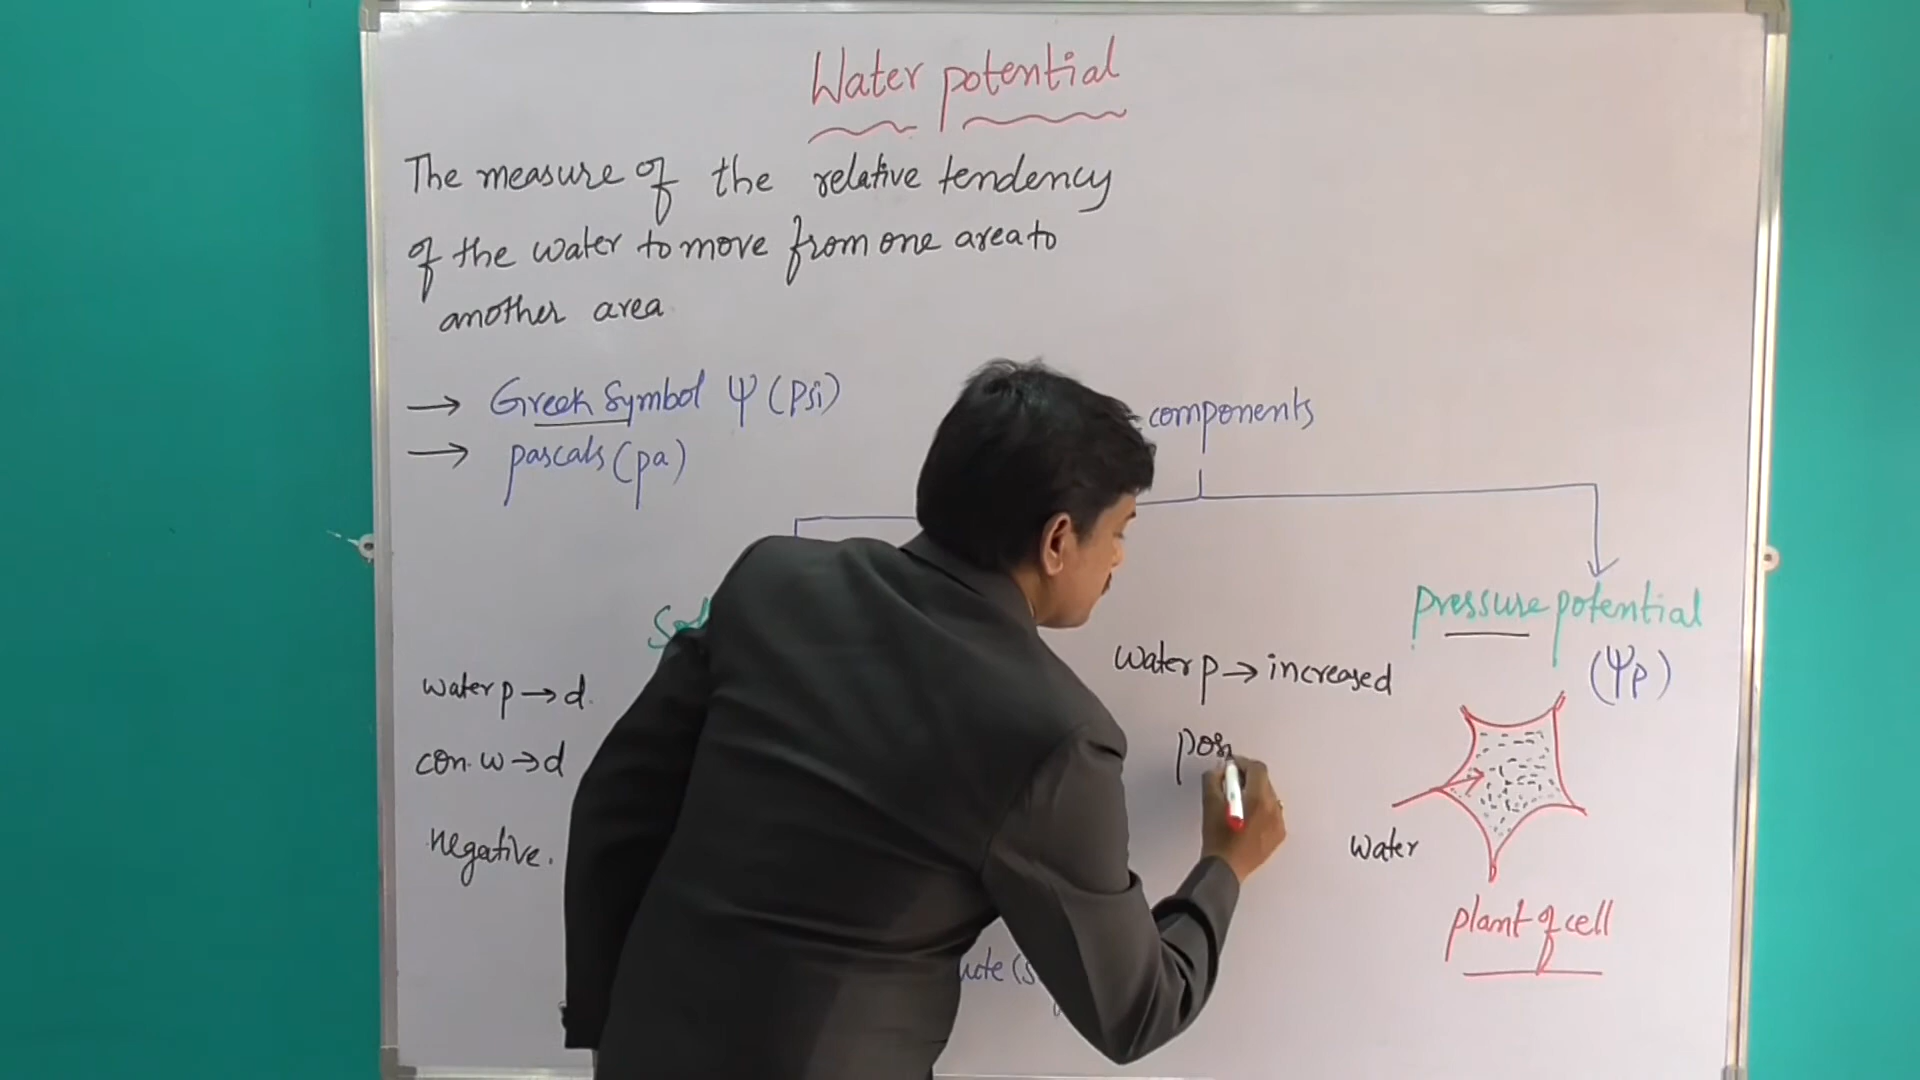 Water potential
The measure of the relative tendency
of the water to move from one area to
another area
→ Greek Symbol Ψ (Psi)
→ pascals (pa)
components
pressure potential
(Ψp)
water p → d.
con. w → d
negative.
water p → increased
Water
plant of cell